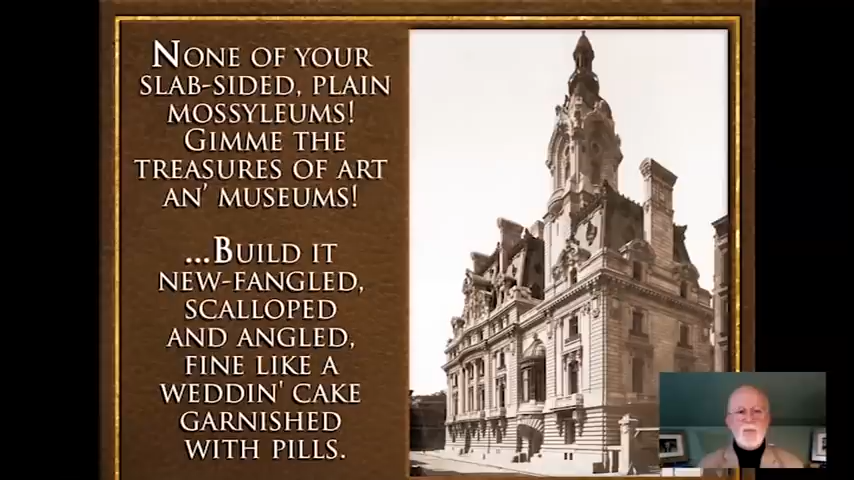 NONE OF YOUR
SLAB-SIDED, PLAIN
MOSSYLEUMS!
GIMME THE
TREASURES OF ART
AN' MUSEUMS!
...BUILD IT
NEW-FANGLED,
SCALLOPED
AND ANGLED,
FINE LIKE A
WEDDIN' CAKE
GARNISHED
WITH PILLS.